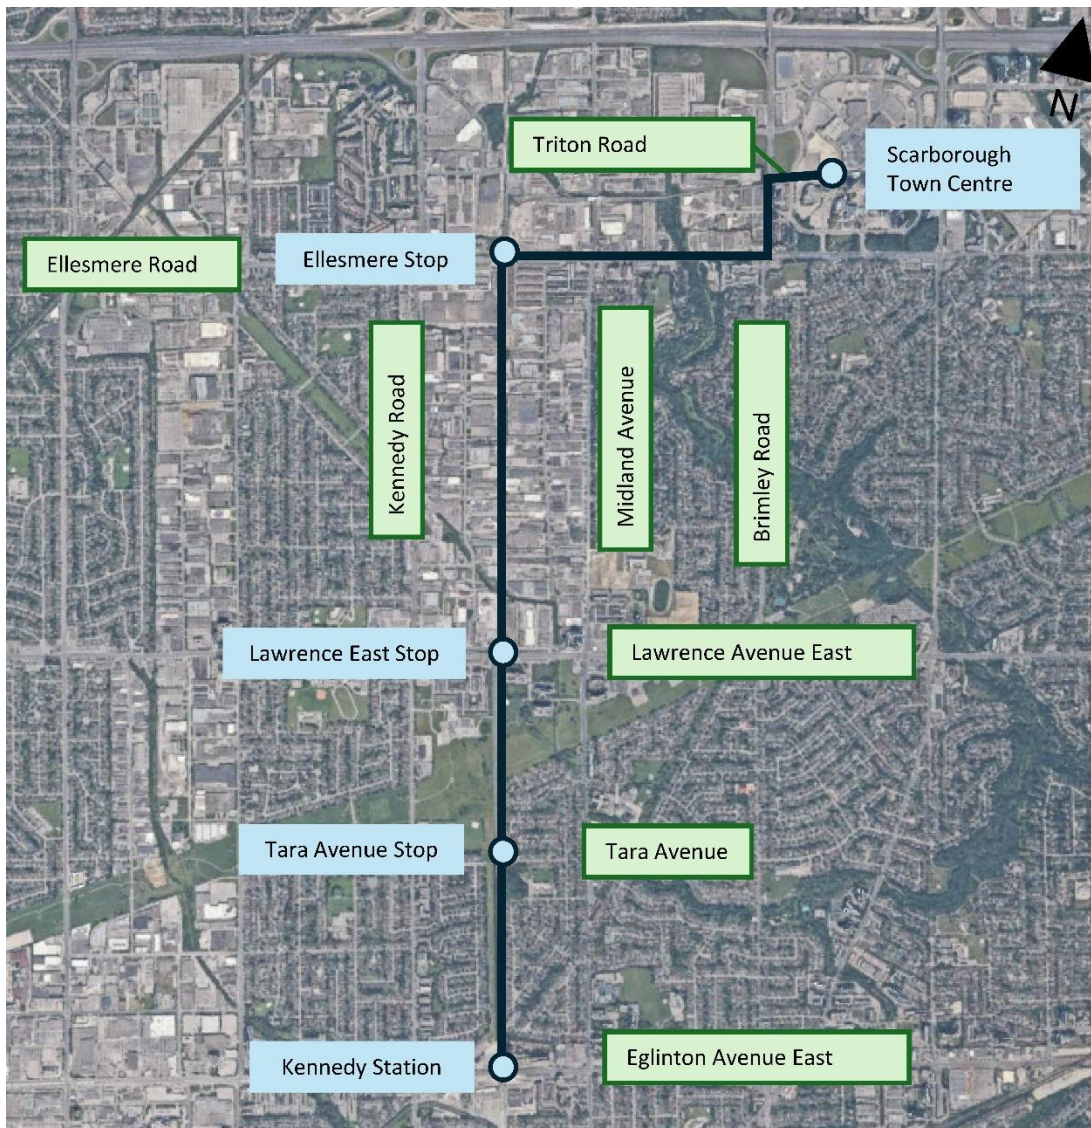 N
Triton Road
Scarborough
Town Centre
Ellesmere Road
Ellesmere Stop
Kennedy Road
Midland Avenue
Brimley Road
Lawrence East Stop
Lawrence Avenue East
Tara Avenue Stop
Tara Avenue
Kennedy Station
Eglinton Avenue East